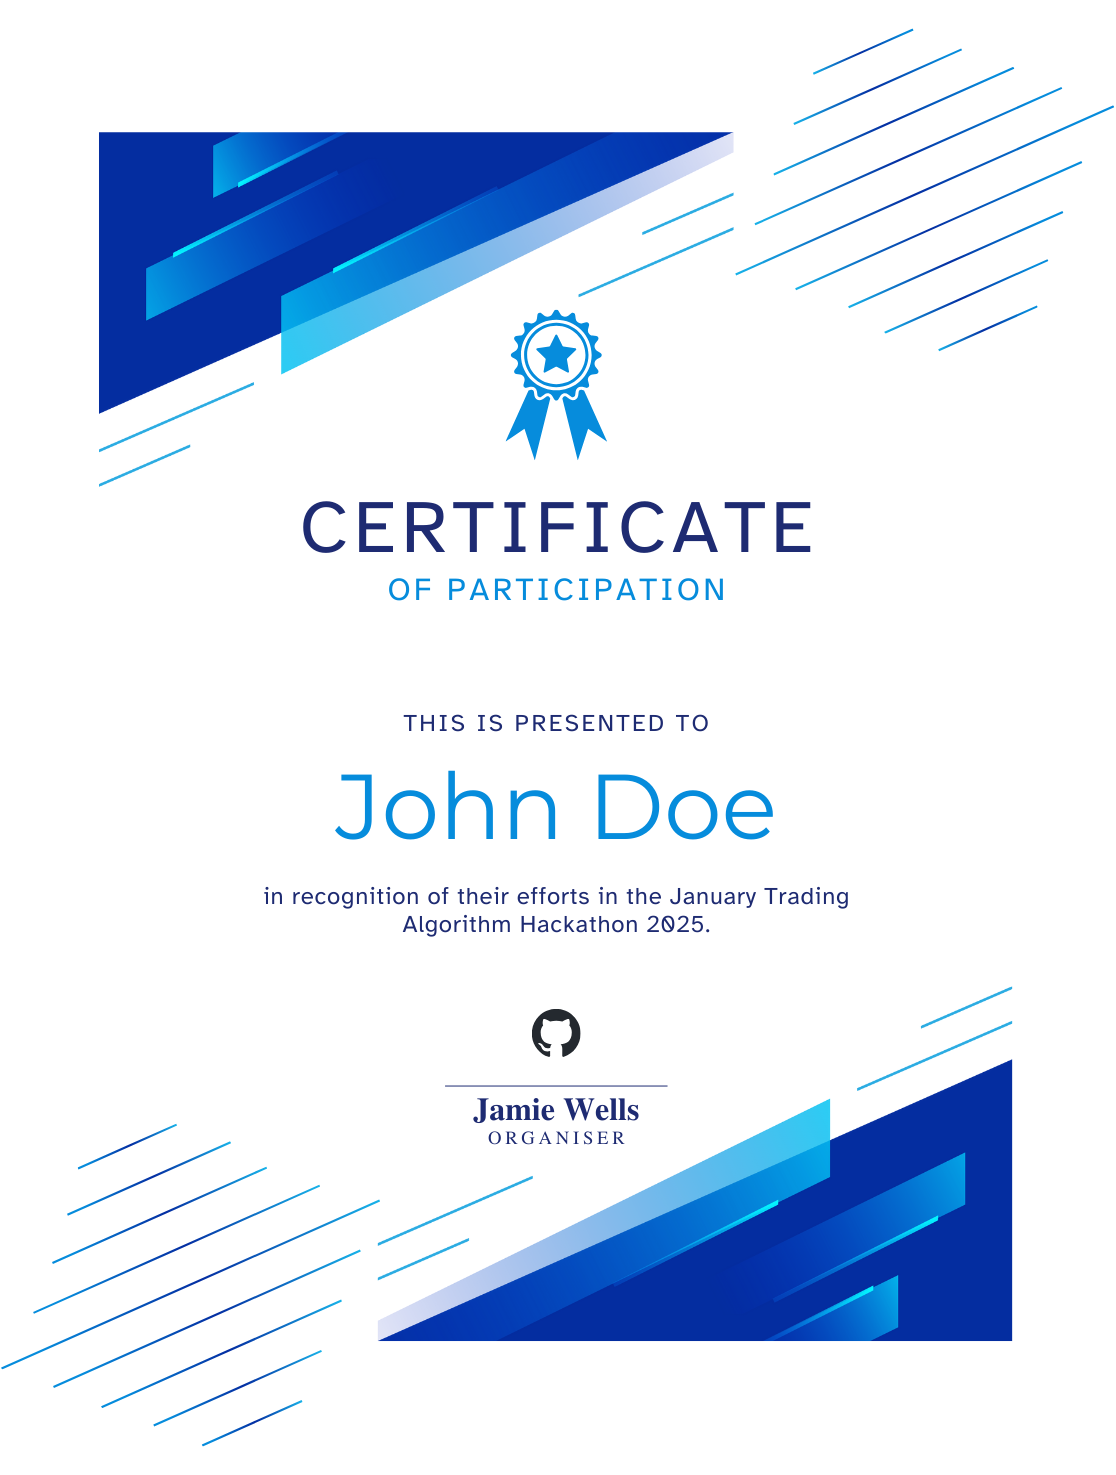 CERTIFICATE
OF PARTICIPATION
THIS IS PRESENTED TO
John Doe
in recognition of their efforts in the January Trading
Algorithm Hackathon 2025.
Jamie Wells
ORGANISER